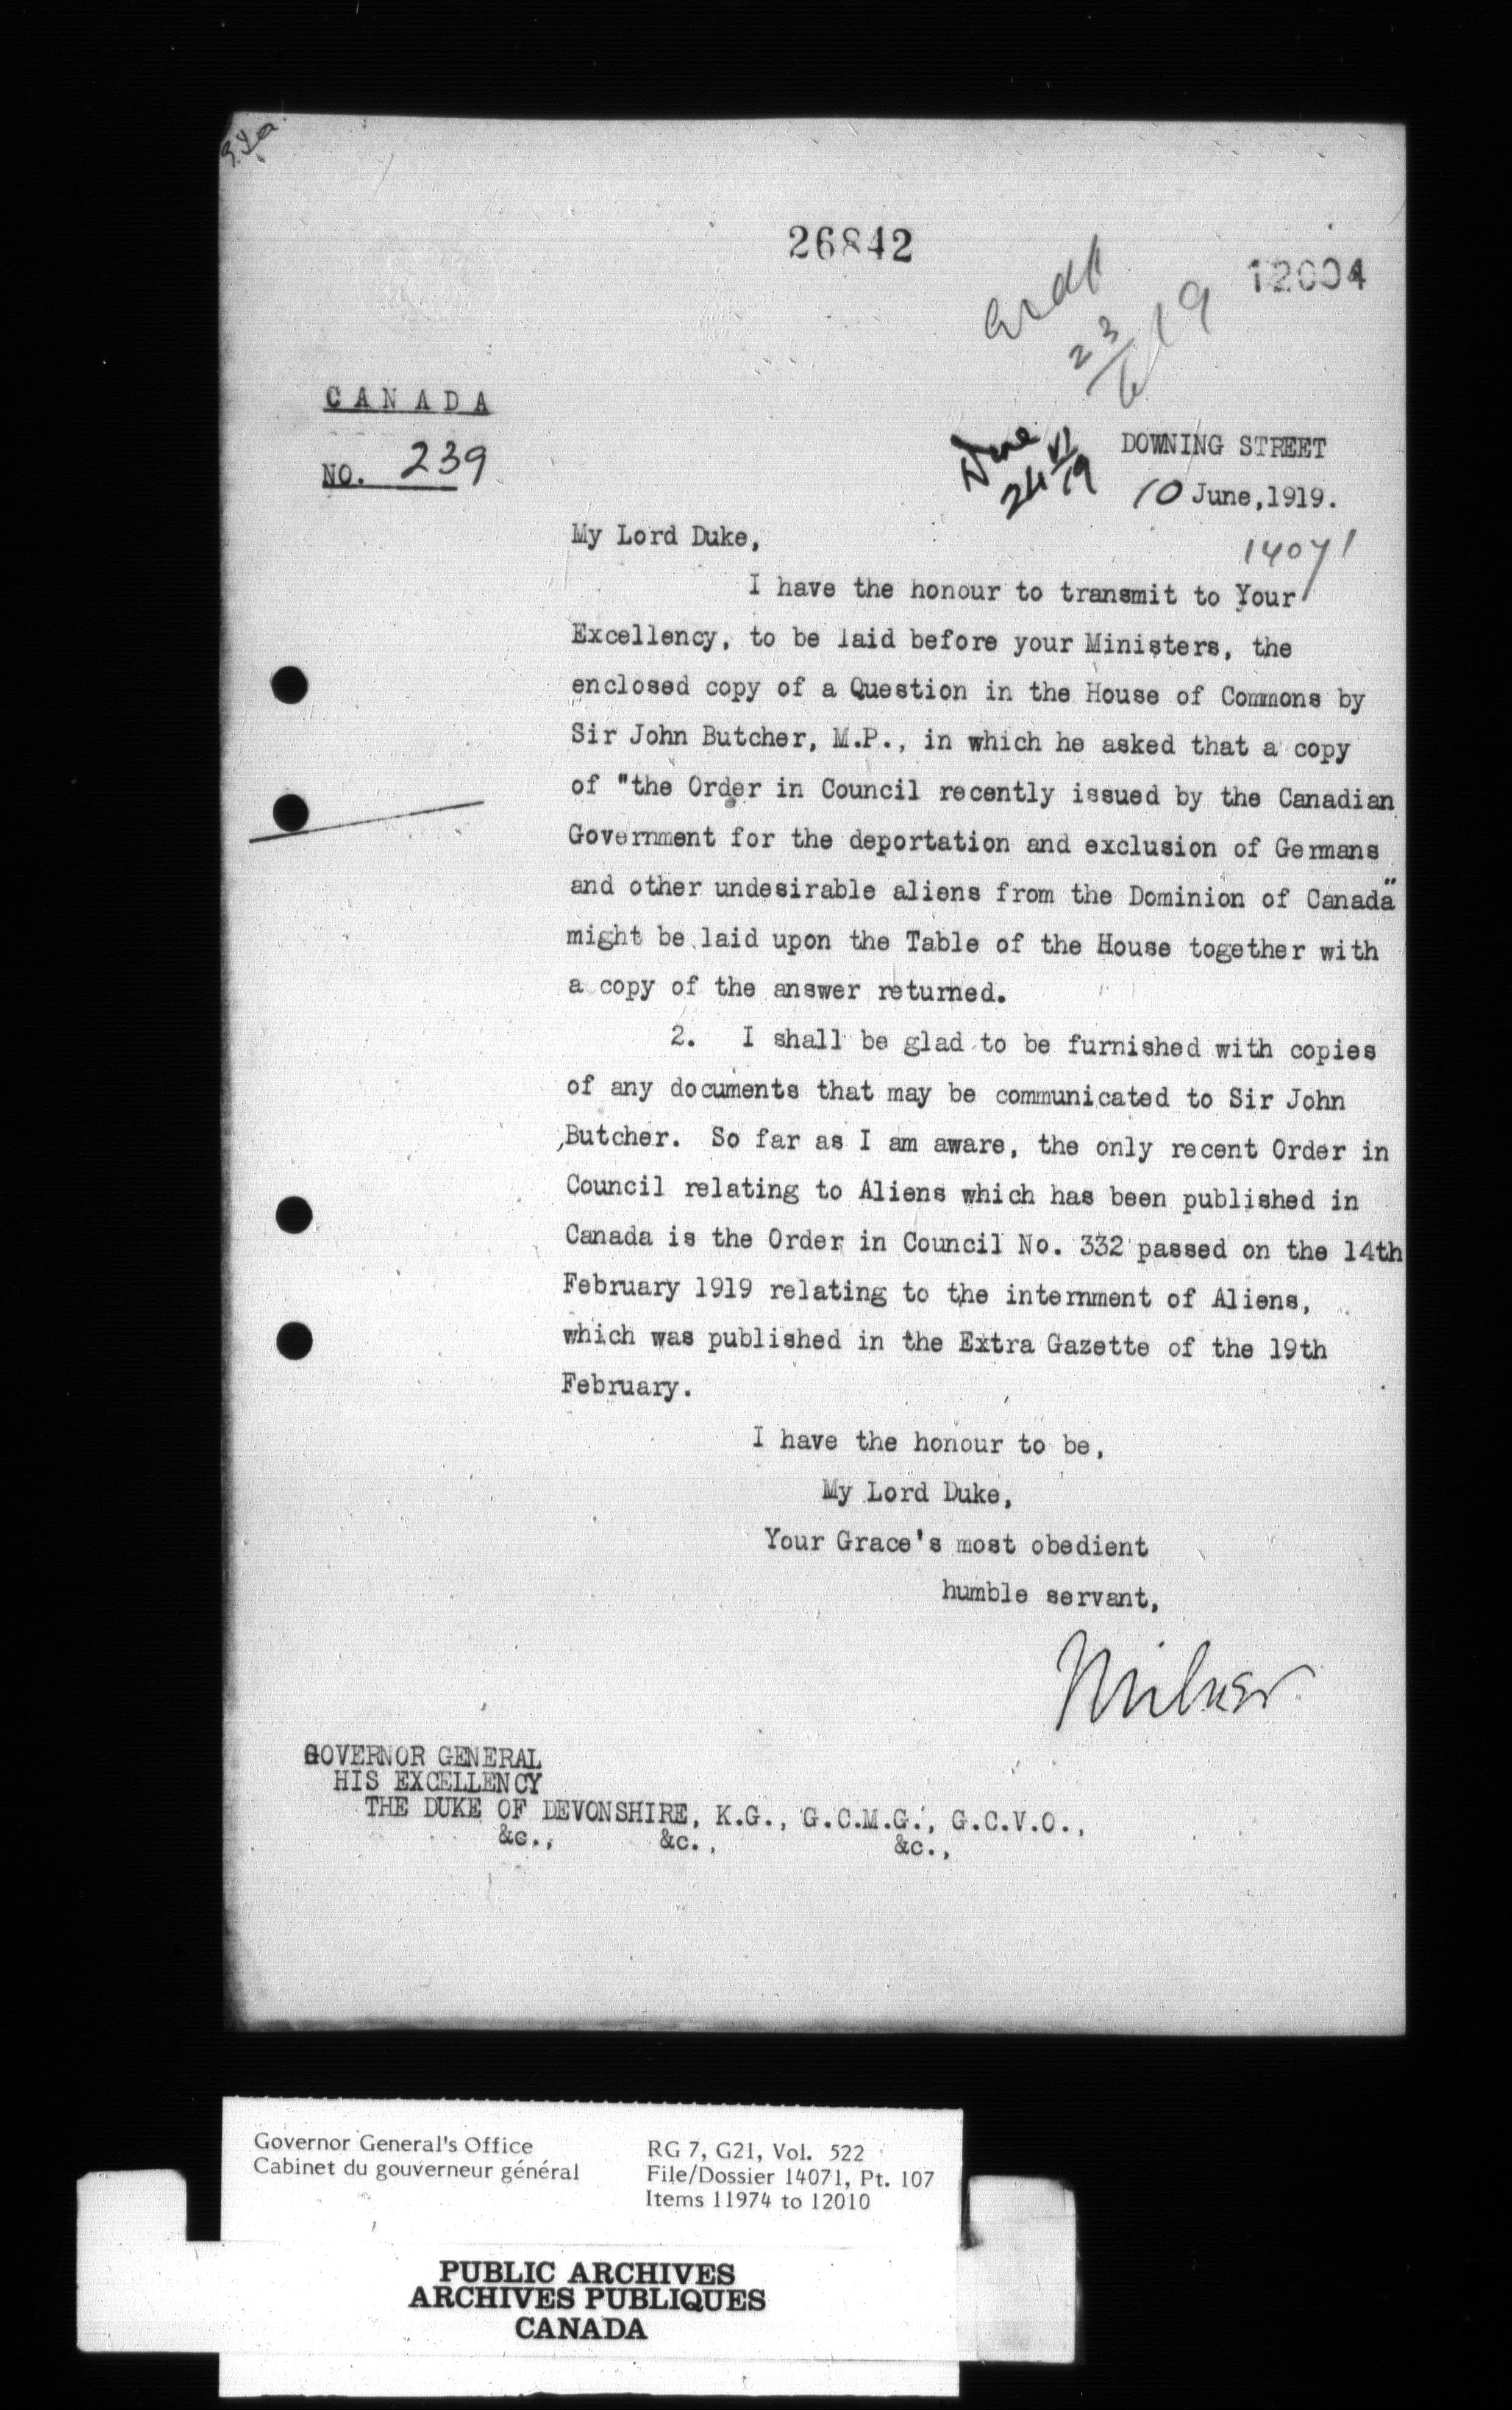 26842
12004
23/6/19
CANADA
NO. 239
24 VI 19
DOWNING STREET
10 June, 1919.
14071
My Lord Duke,
I have the honour to transmit to Your
Excellency, to be laid before your Ministers, the
enclosed copy of a Question in the House of Commons by
Sir John Butcher, M.P., in which he asked that a copy
of "the Order in Council recently issued by the Canadian
Government for the deportation and exclusion of Germans
and other undesirable aliens from the Dominion of Canada"
might be laid upon the Table of the House together with
a copy of the answer returned.
2. I shall be glad to be furnished with copies
of any documents that may be communicated to Sir John
Butcher. So far as I am aware, the only recent Order in
Council relating to Aliens which has been published in
Canada is the Order in Council No. 332 passed on the 14th
February 1919 relating to the internment of Aliens,
which was published in the Extra Gazette of the 19th
February.
I have the honour to be,
My Lord Duke,
Your Grace's most obedient
humble servant,
Milner
GOVERNOR GENERAL
HIS EXCELLENCY
THE DUKE OF DEVONSHIRE, K.G., G.C.M.G., G.C.V.O.,
&c., &c., &c.,
Governor General's Office
Cabinet du gouverneur général
RG 7, G21, Vol. 522
File/Dossier 14071, Pt. 107
Items 11974 to 12010
PUBLIC ARCHIVES
ARCHIVES PUBLIQUES
CANADA